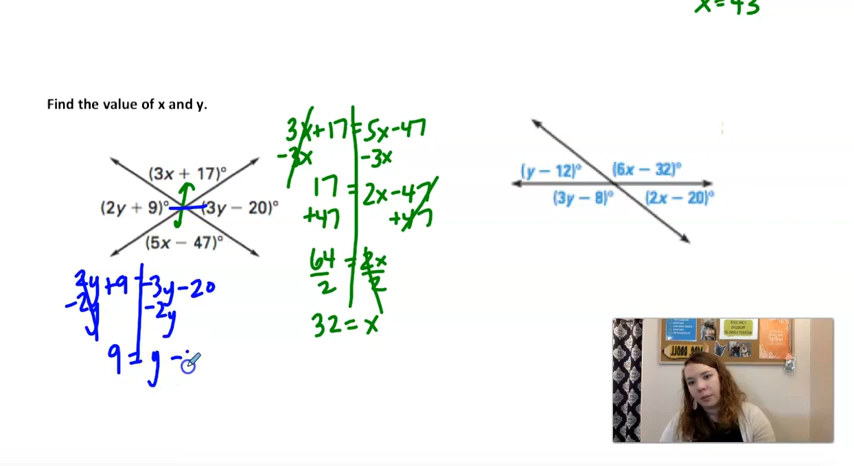 x = 43
Find the value of x and y.
(3x + 17)°
(2y + 9)°
(3y − 20)°
(5x − 47)°
3x + 17 = 5x − 47
−3x −3x
17 = 2x − 47
+47 +47
64 = 2x
2 2
32 = x
2y + 9 = 3y − 20
−2y −2y
9 = y −
(y − 12)° (6x − 32)°
(3y − 8)° (2x − 20)°